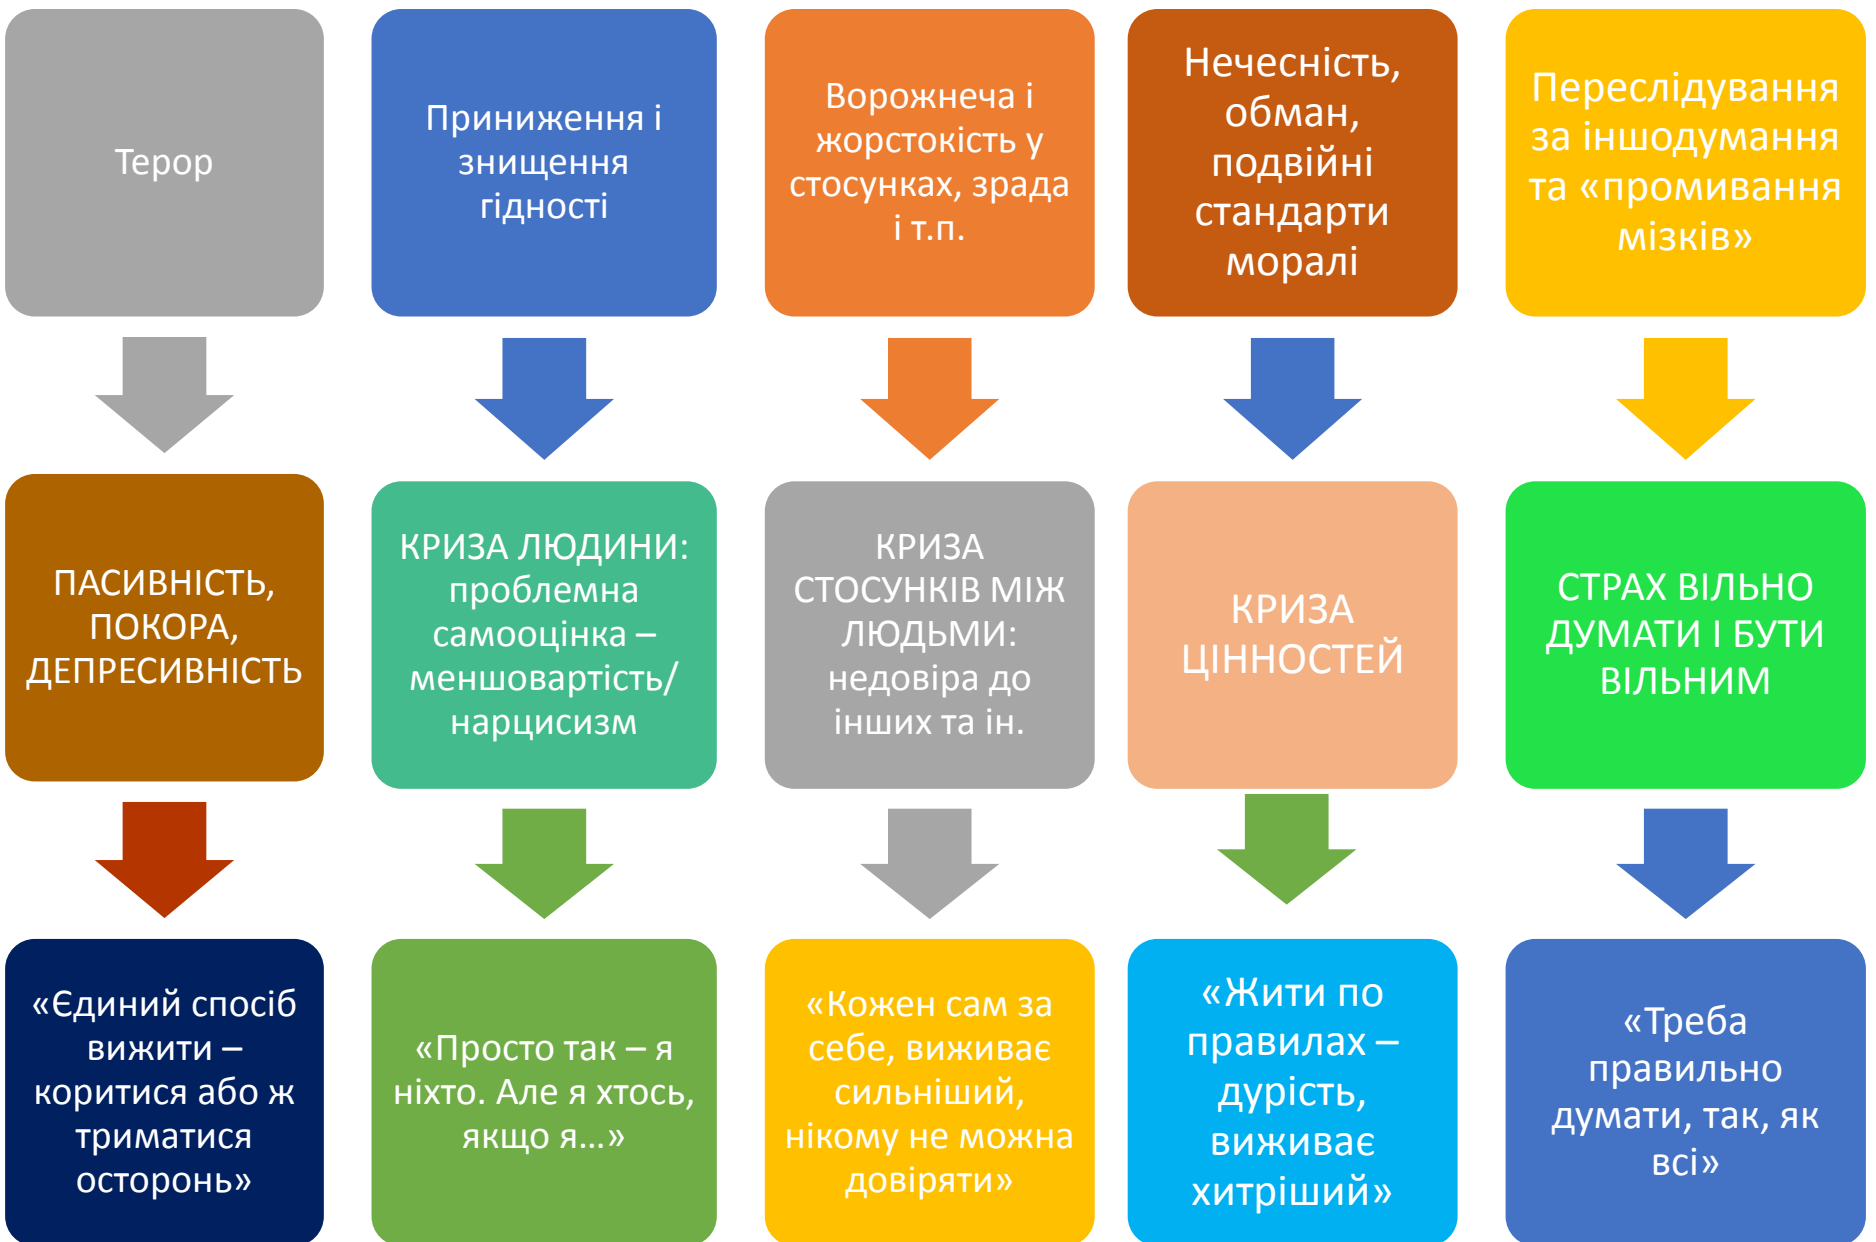 Терор
Приниження і
знищення
гідності
Ворожнеча і
жорстокість у
стосунках, зрада
і т.п.
Нечесність,
обман,
подвійні
стандарти
моралі
Переслідування
за іншодумання
та «промивання
мізків»
ПАСИВНІСТЬ,
ПОКОРА,
ДЕПРЕСИВНІСТЬ
КРИЗА ЛЮДИНИ:
проблемна
самооцінка –
меншовартість/
нарцисизм
КРИЗА
СТОСУНКІВ МІЖ
ЛЮДЬМИ:
недовіра до
інших та ін.
КРИЗА
ЦІННОСТЕЙ
СТРАХ ВІЛЬНО
ДУМАТИ І БУТИ
ВІЛЬНИМ
«Єдиний спосіб
вижити –
коритися або ж
триматися
осторонь»
«Просто так – я
ніхто. Але я хтось,
якщо я...»
«Кожен сам за
себе, виживає
сильніший,
нікому не можна
довіряти»
«Жити по
правилах –
дурість,
виживає
хитріший»
«Треба
правильно
думати, так, як
всі»